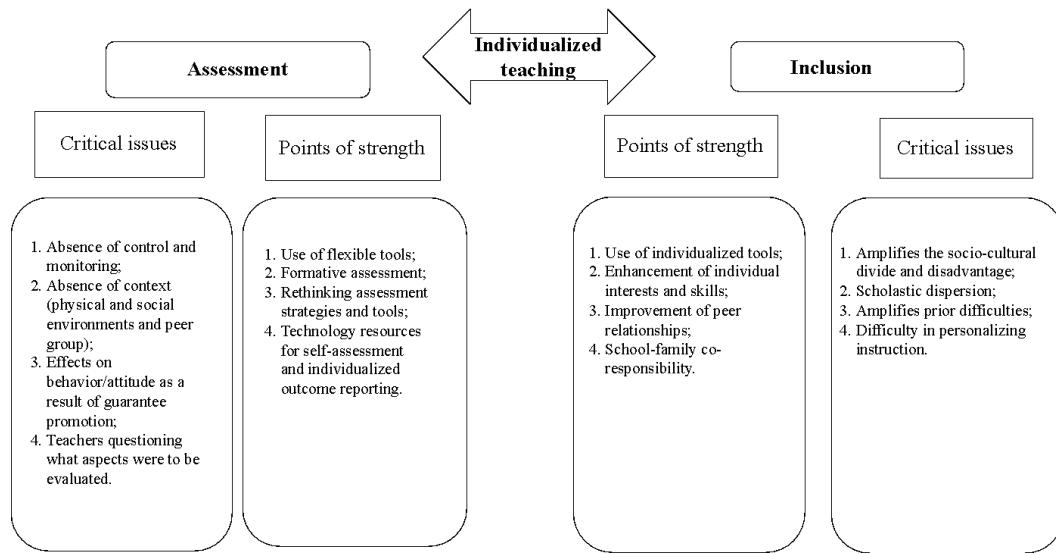 Assessment
Individualized
teaching
Inclusion
Critical issues
Points of strength
Points of strength
Critical issues
1. Absence of control and
monitoring;
2. Absence of context
(physical and social
environments and peer
group);
3. Effects on
behavior/attitude as a
result of guarantee
promotion;
4. Teachers questioning
what aspects were to be
evaluated.
1. Use of flexible tools;
2. Formative assessment;
3. Rethinking assessment
strategies and tools;
4. Technology resources
for self-assessment
and individualized
outcome reporting.
1. Use of individualized tools;
2. Enhancement of individual
interests and skills;
3. Improvement of peer
relationships;
4. School-family co-
responsibility.
1. Amplifies the socio-cultural
divide and disadvantage;
2. Scholastic dispersion;
3. Amplifies prior difficulties;
4. Difficulty in personalizing
instruction.